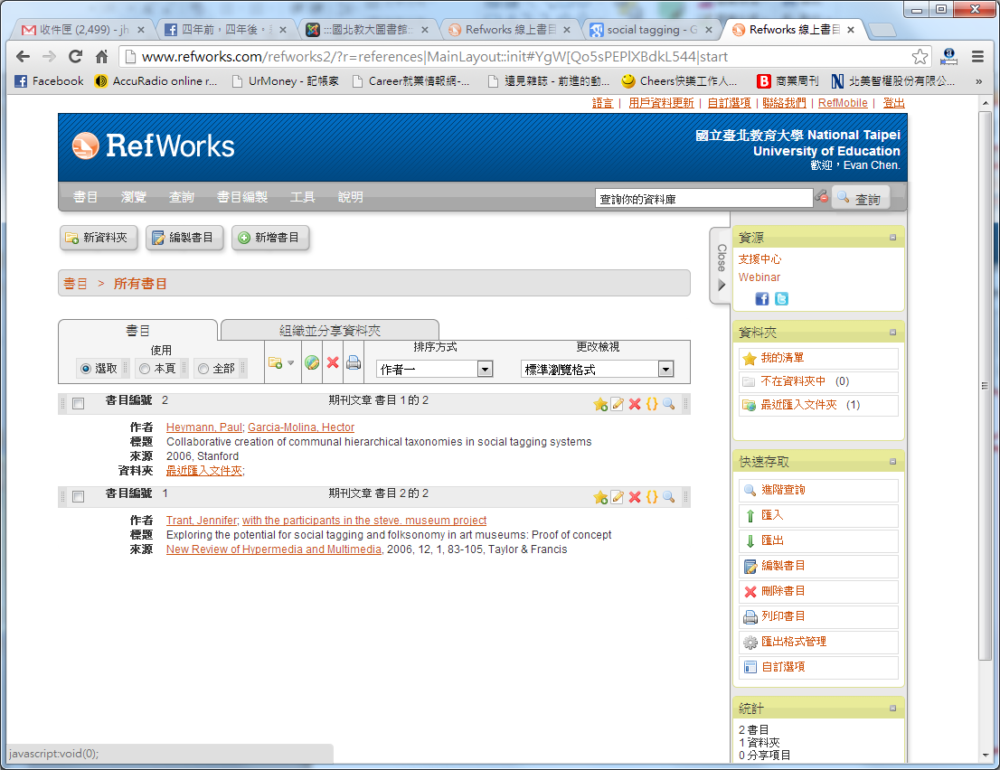 收件匣 (2,499) - jh
四年前，四年後。
:::國北教大圖書館::
Refworks 線上書目
social tagging - G
Refworks 線上書目
www.refworks.com/refworks2/?r=references|MainLayout::init#YgW[Qo5sPEPlXBdkL544|start
Facebook
AccuRadio online r...
UrMoney - 記帳家
Career就業情報網-...
遠見雜誌 - 前進的動...
Cheers快樂工作人...
商業周刊
北美智權股份有限公...
»
語言 | 用戶資料更新 | 自訂選項 | 聯絡我們 | RefMobile | 登出
RefWorks
國立臺北教育大學 National Taipei
University of Education
歡迎，Evan Chen.
書目 瀏覽 查詢 書目編製 工具 說明
查詢你的資料庫
查詢
新資料夾
編製書目
新增書目
書目 > 所有書目
書目
組織並分享資料夾
使用
選取 本頁 全部
排序方式
作者一
更改檢視
標準瀏覽格式
書目編號 2
期刊文章 書目 1 的 2
作者 Heymann, Paul; Garcia-Molina, Hector
標題 Collaborative creation of communal hierarchical taxonomies in social tagging systems
來源 2006, Stanford
資料夾 最近匯入文件夾;
書目編號 1
期刊文章 書目 2 的 2
作者 Trant, Jennifer; with the participants in the steve. museum project
標題 Exploring the potential for social tagging and folksonomy in art museums: Proof of concept
來源 New Review of Hypermedia and Multimedia, 2006, 12, 1, 83-105, Taylor & Francis
Close
資源
支援中心
Webinar
資料夾
我的清單
不在資料夾中 (0)
最近匯入文件夾 (1)
快速存取
進階查詢
匯入
匯出
編製書目
刪除書目
列印書目
匯出格式管理
自訂選項
統計
2 書目
1 資料夾
0 分享項目
javascript:void(0);